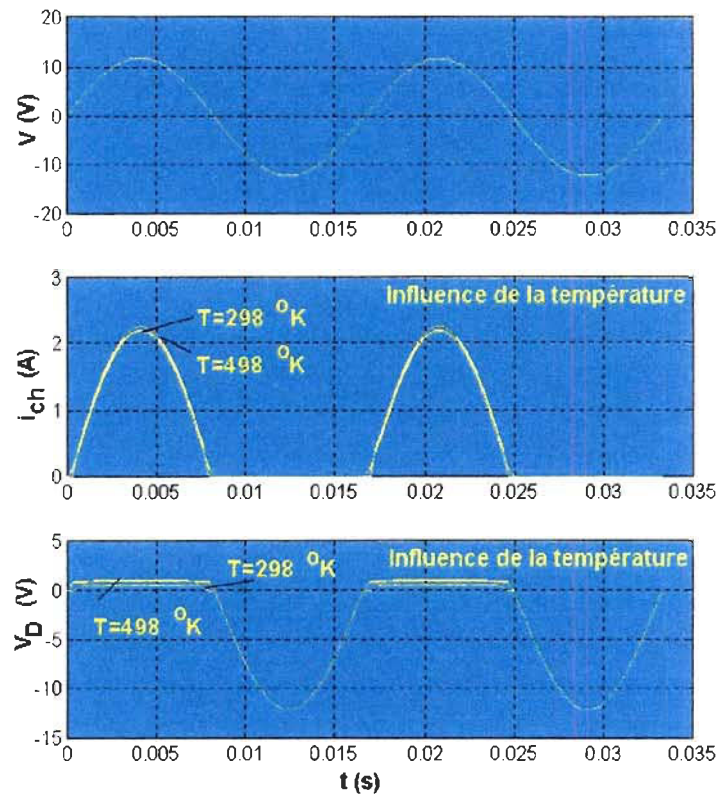 20
10
0
-10
-20
V (V)
0 0.005 0.01 0.015 0.02 0.025 0.03 0.035
3
2
1
0
i_ch (A)
Influence de la température
T=298 °K
T=498 °K
0 0.005 0.01 0.015 0.02 0.025 0.03 0.035
5
0
-5
-10
-15
V_D (V)
Influence de la température
T=298 °K
T=498 °K
0 0.005 0.01 0.015 0.02 0.025 0.03 0.035
t (s)